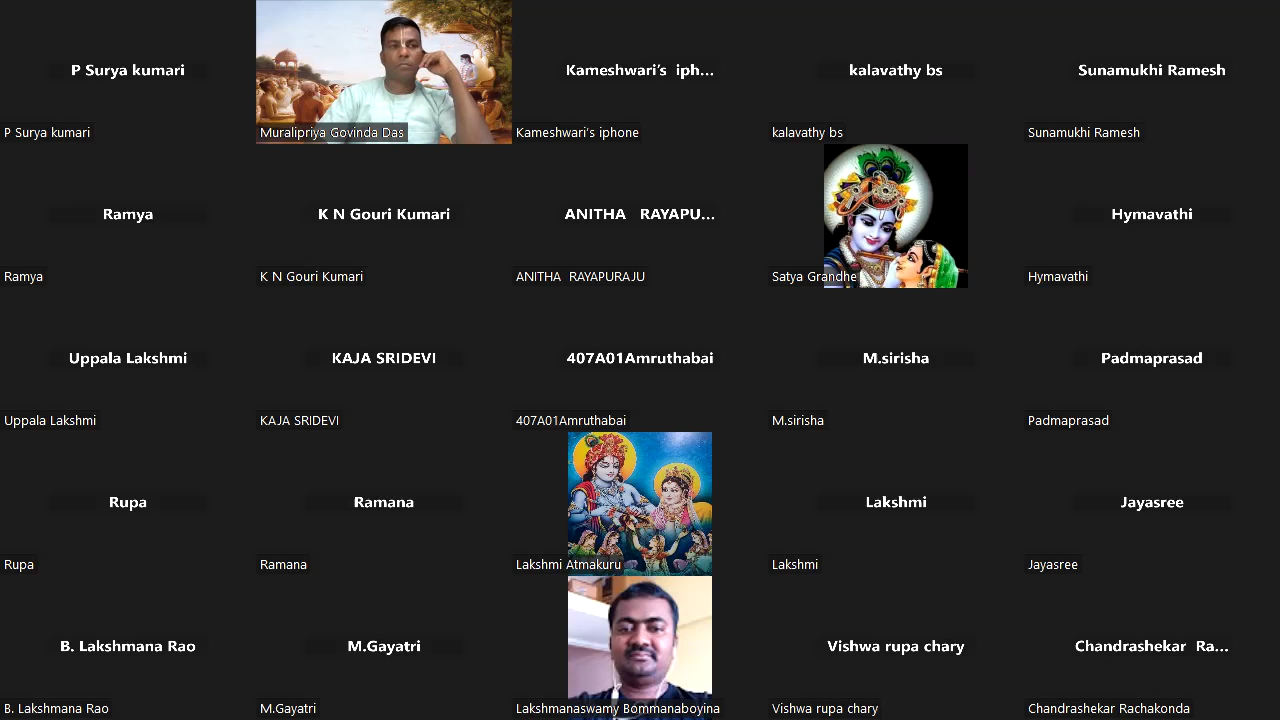 P Surya kumari
Kameshwari's iph...
kalavathy bs
Sunamukhi Ramesh
P Surya kumari
Muralipriya Govinda Das
Kameshwari's iphone
kalavathy bs
Sunamukhi Ramesh
Ramya
K N Gouri Kumari
ANITHA RAYAPU...
Hymavathi
Ramya
K N Gouri Kumari
ANITHA RAYAPURAJU
Satya Grandhe
Hymavathi
Uppala Lakshmi
KAJA SRIDEVI
407A01Amruthabai
M.sirisha
Padmaprasad
Uppala Lakshmi
KAJA SRIDEVI
407A01Amruthabai
M.sirisha
Padmaprasad
Rupa
Ramana
Lakshmi
Jayasree
Rupa
Ramana
Lakshmi Atmakuru
Lakshmi
Jayasree
B. Lakshmana Rao
M.Gayatri
Vishwa rupa chary
Chandrashekar Ra...
B. Lakshmana Rao
M.Gayatri
Lakshmanaswamy Bommanaboyina
Vishwa rupa chary
Chandrashekar Rachakonda